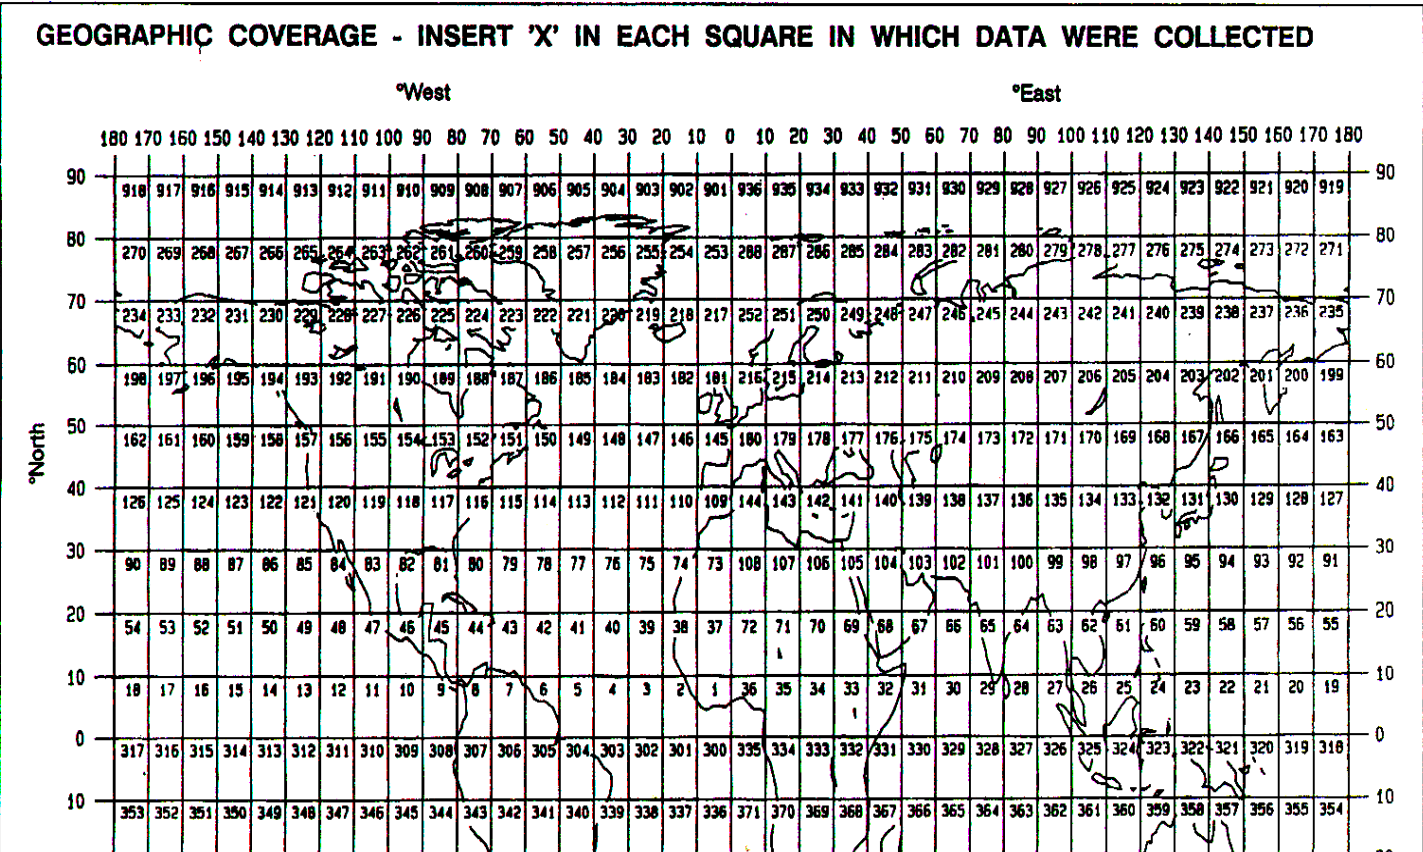 GEOGRAPHIC COVERAGE - INSERT 'X' IN EACH SQUARE IN WHICH DATA WERE COLLECTED
°West °East
180 170 160 150 140 130 120 110 100 90 80 70 60 50 40 30 20 10 0 10 20 30 40 50 60 70 80 90 100 110 120 130 140 150 160 170 180
90 90
918 917 916 915 914 913 912 911 910 909 908 907 906 905 904 903 902 901 936 935 934 933 932 931 930 929 928 927 926 925 924 923 922 921 920 919
80 80
270 269 268 267 266 265 264 263 262 261 260 259 258 257 256 255 254 253 288 287 286 285 284 283 282 281 280 279 278 277 276 275 274 273 272 271
70 70
234 233 232 231 230 229 228 227 226 225 224 223 222 221 220 219 218 217 252 251 250 249 248 247 246 245 244 243 242 241 240 239 238 237 236 235
60 60
198 197 196 195 194 193 192 191 190 189 188 187 186 185 184 183 182 181 216 215 214 213 212 211 210 209 208 207 206 205 204 203 202 201 200 199
50 50
162 161 160 159 158 157 156 155 154 153 152 151 150 149 148 147 146 145 180 179 178 177 176 175 174 173 172 171 170 169 168 167 166 165 164 163
°North
40 40
126 125 124 123 122 121 120 119 118 117 116 115 114 113 112 111 110 109 144 143 142 141 140 139 138 137 136 135 134 133 132 131 130 129 128 127
30 30
90 89 88 87 86 85 84 83 82 81 80 79 78 77 76 75 74 73 108 107 106 105 104 103 102 101 100 99 98 97 96 95 94 93 92 91
20 20
54 53 52 51 50 49 48 47 46 45 44 43 42 41 40 39 38 37 72 71 70 69 68 67 66 65 64 63 62 61 60 59 58 57 56 55
10 10
18 17 16 15 14 13 12 11 10 9 8 7 6 5 4 3 2 1 36 35 34 33 32 31 30 29 28 27 26 25 24 23 22 21 20 19
0 0
317 316 315 314 313 312 311 310 309 308 307 306 305 304 303 302 301 300 335 334 333 332 331 330 329 328 327 326 325 324 323 322 321 320 319 318
10 10
353 352 351 350 349 348 347 346 345 344 343 342 341 340 339 338 337 336 371 370 369 368 367 366 365 364 363 362 361 360 359 358 357 356 355 354